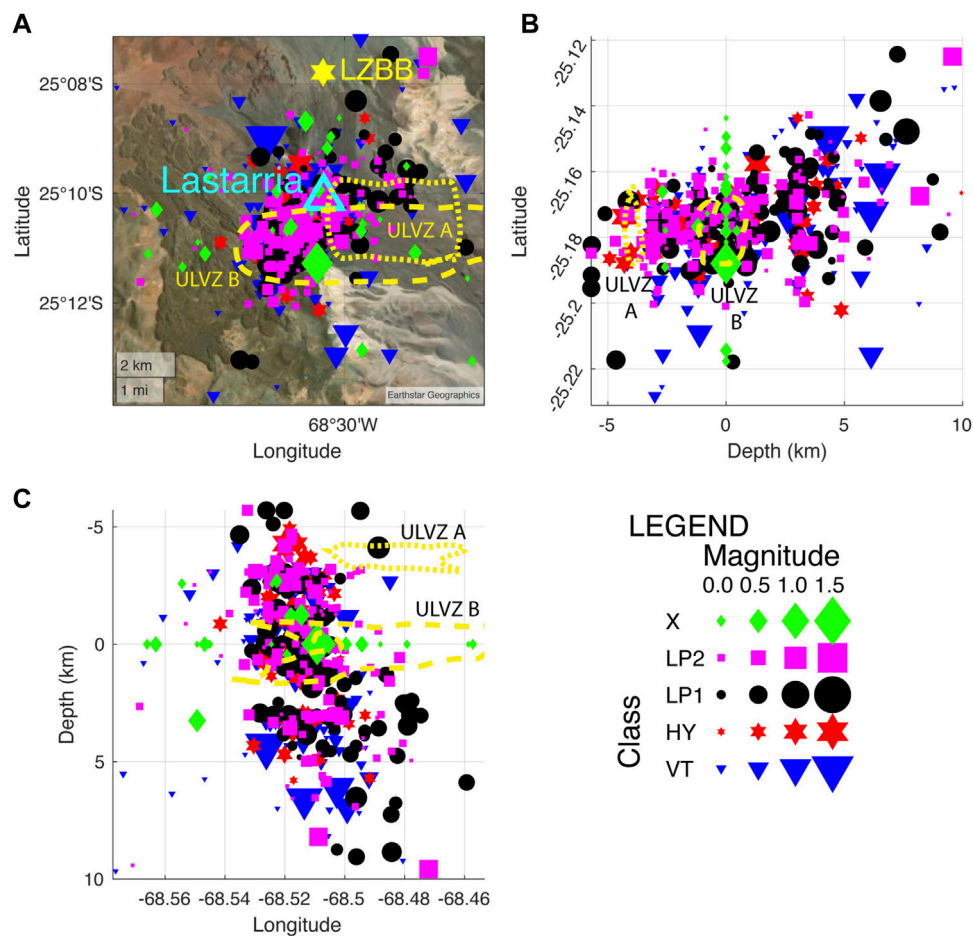 A
LZBB
Lastarria
ULVZ A
ULVZ B
25°08'S
25°10'S
25°12'S
Latitude
2 km
1 mi
Earthstar Geographics
68°30'W
Longitude
B
-25.12
-25.14
-25.16
-25.18
-25.2
-25.22
Latitude
ULVZ
A
ULVZ
B
-5
0
5
10
Depth (km)
C
-5
0
5
10
Depth (km)
ULVZ A
ULVZ B
-68.56
-68.54
-68.52
-68.5
-68.48
-68.46
Longitude
LEGEND
Magnitude
0.0 0.5 1.0 1.5
Class
X
LP2
LP1
HY
VT